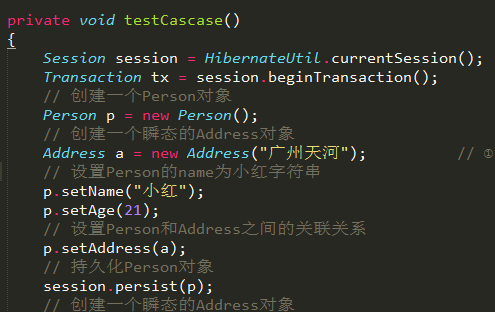 private void testCascase()
{
Session session = HibernateUtil.currentSession();
Transaction tx = session.beginTransaction();
// 创建一个Person对象
Person p = new Person();
// 创建一个瞬态的Address对象
Address a = new Address("广州天河"); // ①
// 设置Person的name为小红字符串
p.setName("小红");
p.setAge(21);
// 设置Person和Address之间的关联关系
p.setAddress(a);
// 持久化Person对象
session.persist(p);
// 创建一个瞬态的Address对象